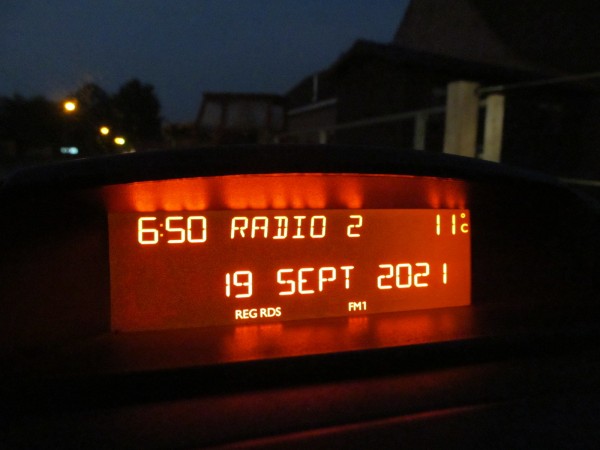 6:50 RADIO 2 11°C
19 SEPT 2021
REG RDS FM1